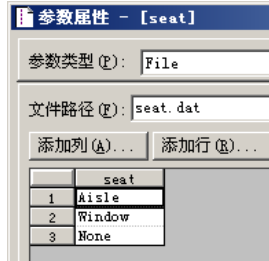 参数属性 - [seat]
参数类型(P): File
文件路径(F): seat.dat
添加列(A)... 添加行(R)...
seat
1 Aisle
2 Window
3 None